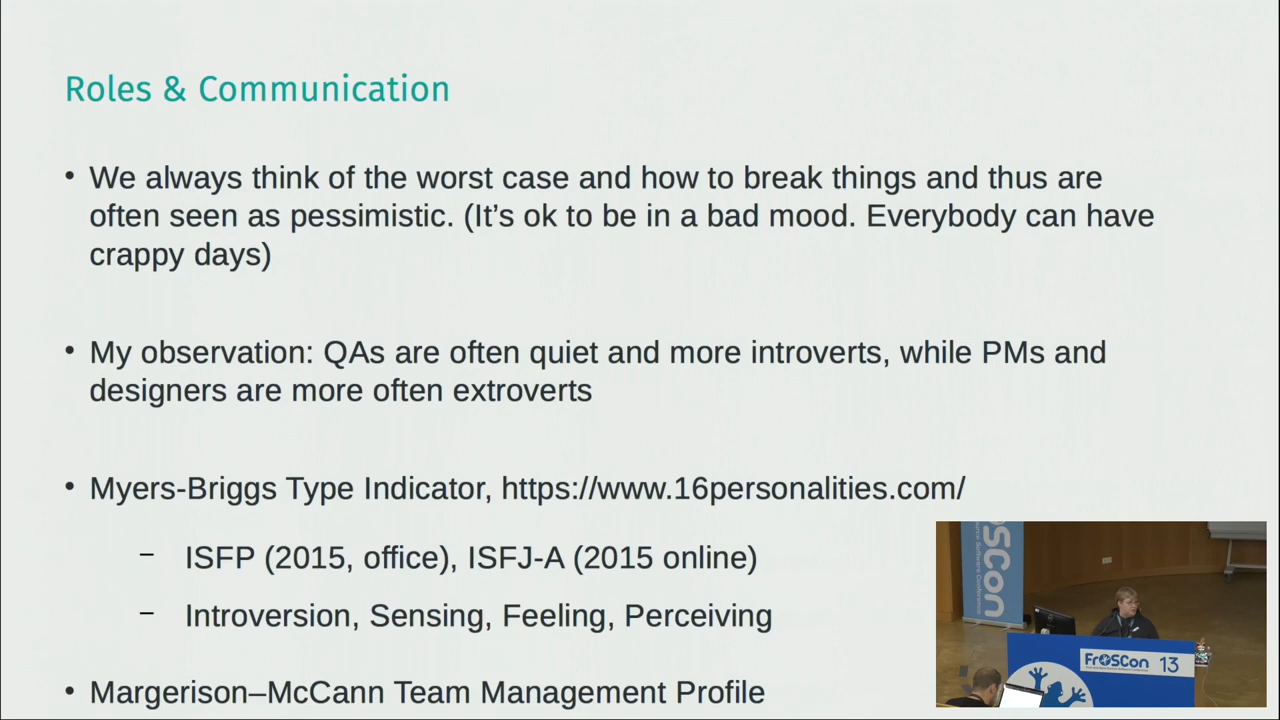 Roles & Communication
• We always think of the worst case and how to break things and thus are
often seen as pessimistic. (It's ok to be in a bad mood. Everybody can have
crappy days)
• My observation: QAs are often quiet and more introverts, while PMs and
designers are more often extroverts
• Myers-Briggs Type Indicator, https://www.16personalities.com/
– ISFP (2015, office), ISFJ-A (2015 online)
– Introversion, Sensing, Feeling, Perceiving
• Margerison–McCann Team Management Profile
OSCon
FrOSCon 13